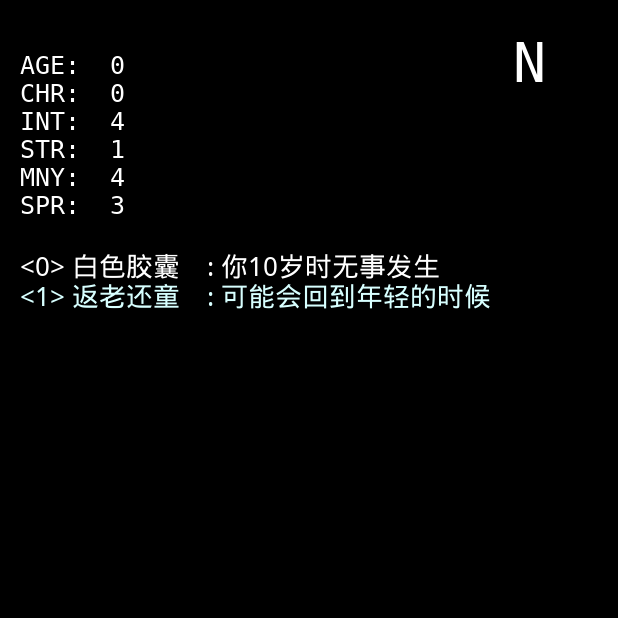 N
AGE: 0
CHR: 0
INT: 4
STR: 1
MNY: 4
SPR: 3
<0> 白色胶囊 : 你10岁时无事发生
<1> 返老还童 : 可能会回到年轻的时候